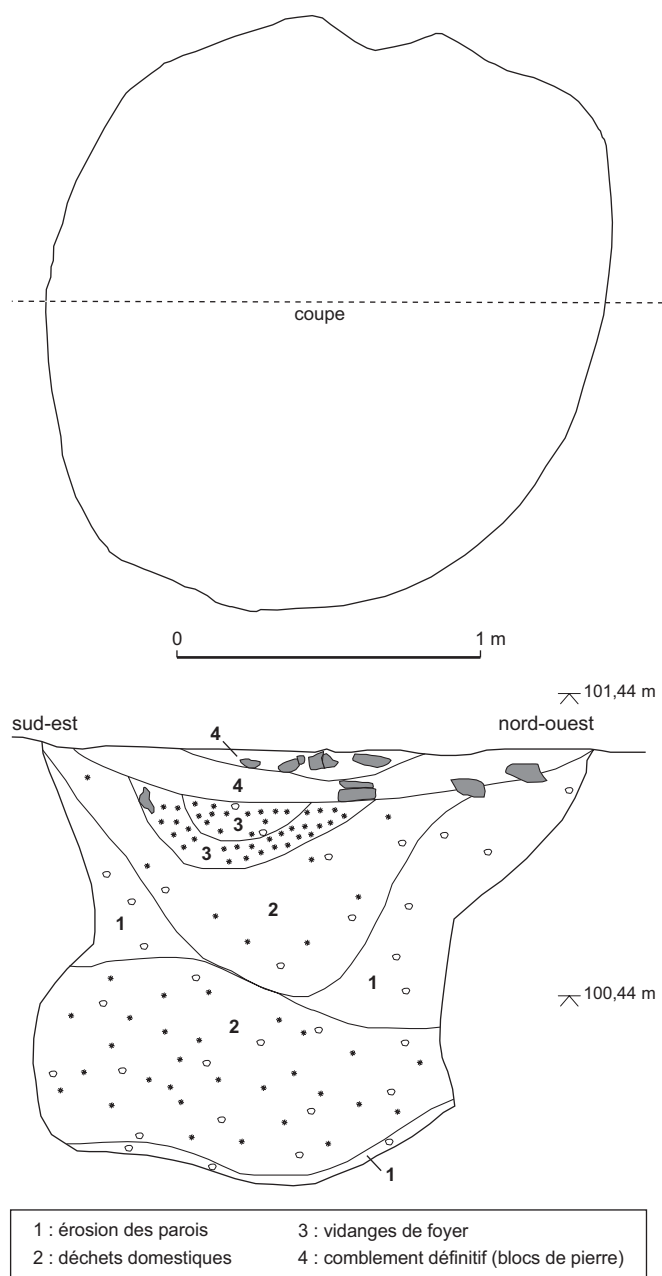 coupe
0 1 m
101,44 m
sud-est nord-ouest
4
4
3
3
2
1
1
100,44 m
2
1
1 : érosion des parois 3 : vidanges de foyer
2 : déchets domestiques 4 : comblement définitif (blocs de pierre)